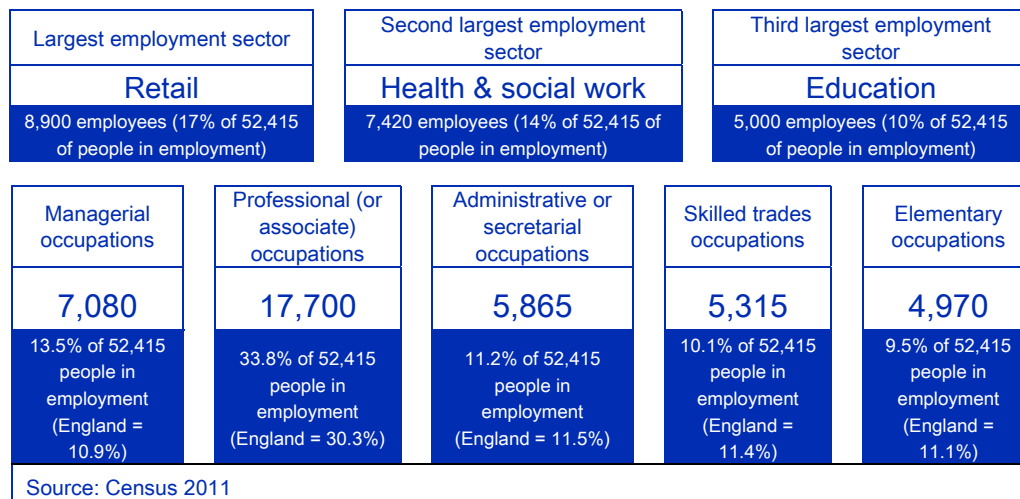 Largest employment sector
Retail
8,900 employees (17% of 52,415
of people in employment)
Second largest employment
sector
Health & social work
7,420 employees (14% of 52,415 of
people in employment)
Third largest employment
sector
Education
5,000 employees (10% of 52,415
of people in employment)
Managerial
occupations
7,080
13.5% of 52,415
people in
employment
(England =
10.9%)
Professional (or
associate)
occupations
17,700
33.8% of 52,415
people in
employment
(England = 30.3%)
Administrative or
secretarial
occupations
5,865
11.2% of 52,415
people in
employment
(England = 11.5%)
Skilled trades
occupations
5,315
10.1% of 52,415
people in
employment
(England =
11.4%)
Elementary
occupations
4,970
9.5% of 52,415
people in
employment
(England =
11.1%)
Source: Census 2011